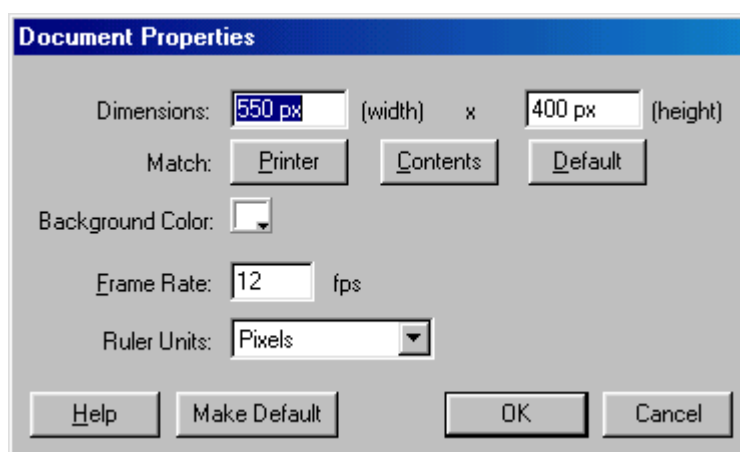 Document Properties
Dimensions: 550 px (width) x 400 px (height)
Match: Printer Contents Default
Background Color:
Frame Rate: 12 fps
Ruler Units: Pixels
Help Make Default OK Cancel